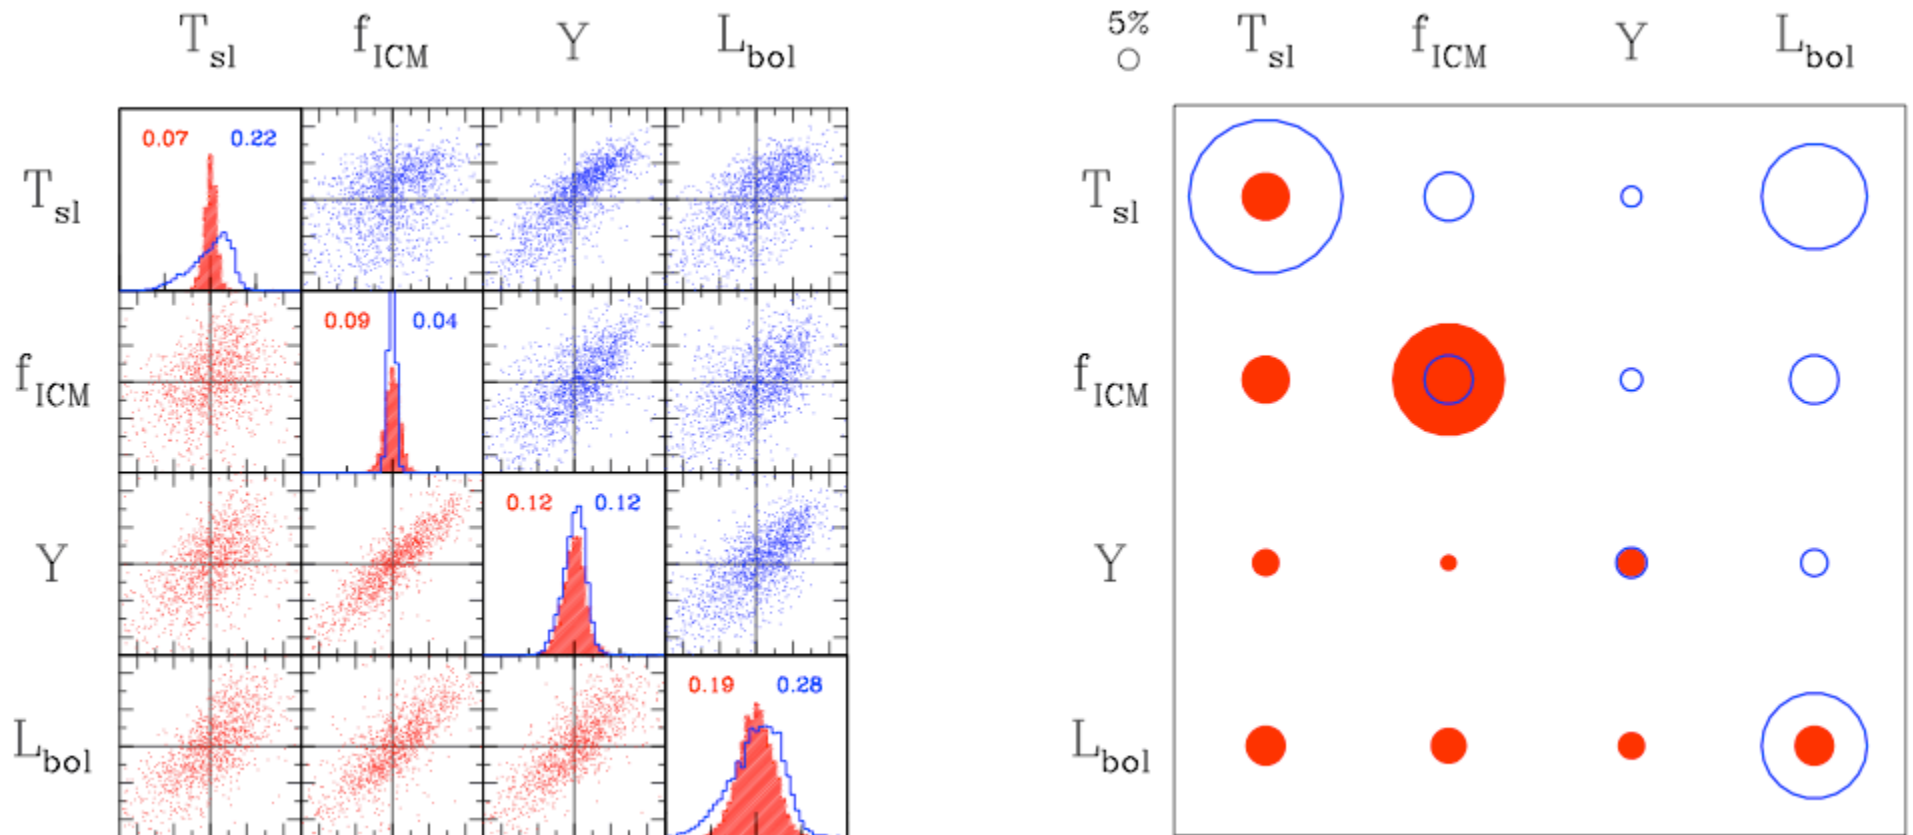 T_sl f_ICM Y L_bol
T_sl 0.07 0.22
f_ICM 0.09 0.04
Y 0.12 0.12
L_bol 0.19 0.28
5% T_sl f_ICM Y L_bol
T_sl
f_ICM
Y
L_bol